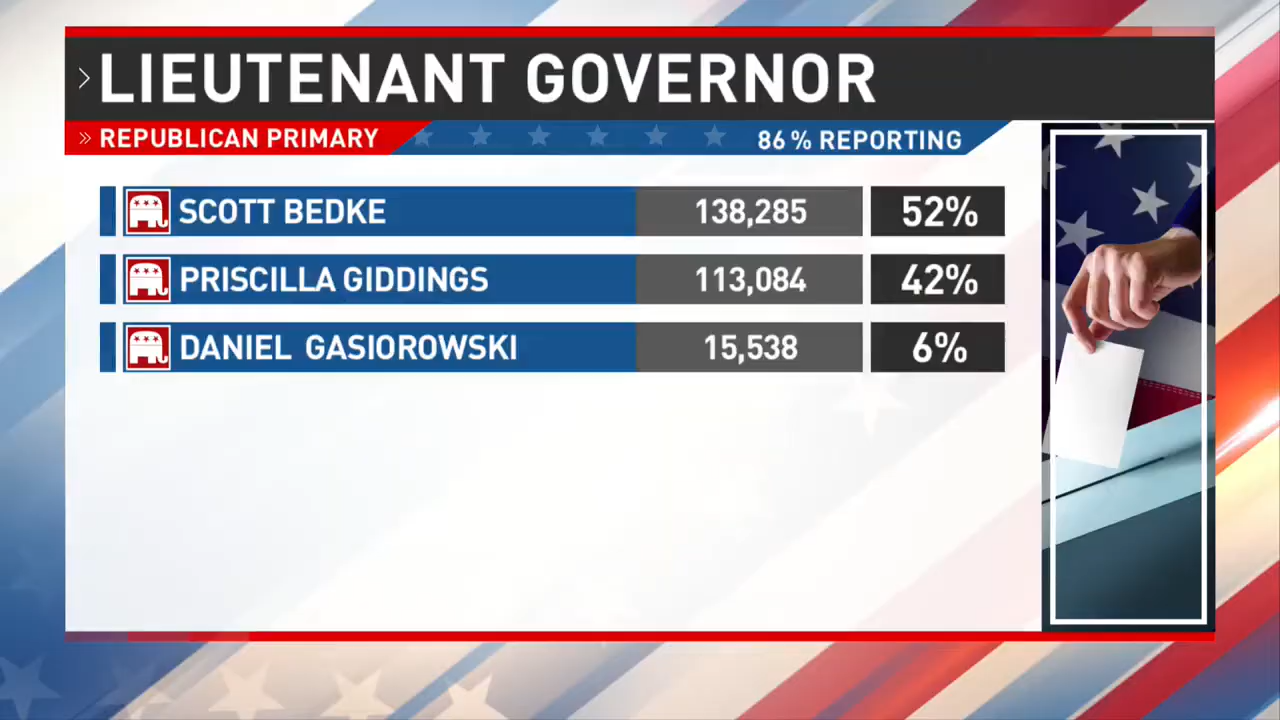 LIEUTENANT GOVERNOR
REPUBLICAN PRIMARY 86% REPORTING
SCOTT BEDKE 138,285 52%
PRISCILLA GIDDINGS 113,084 42%
DANIEL GASIOROWSKI 15,538 6%